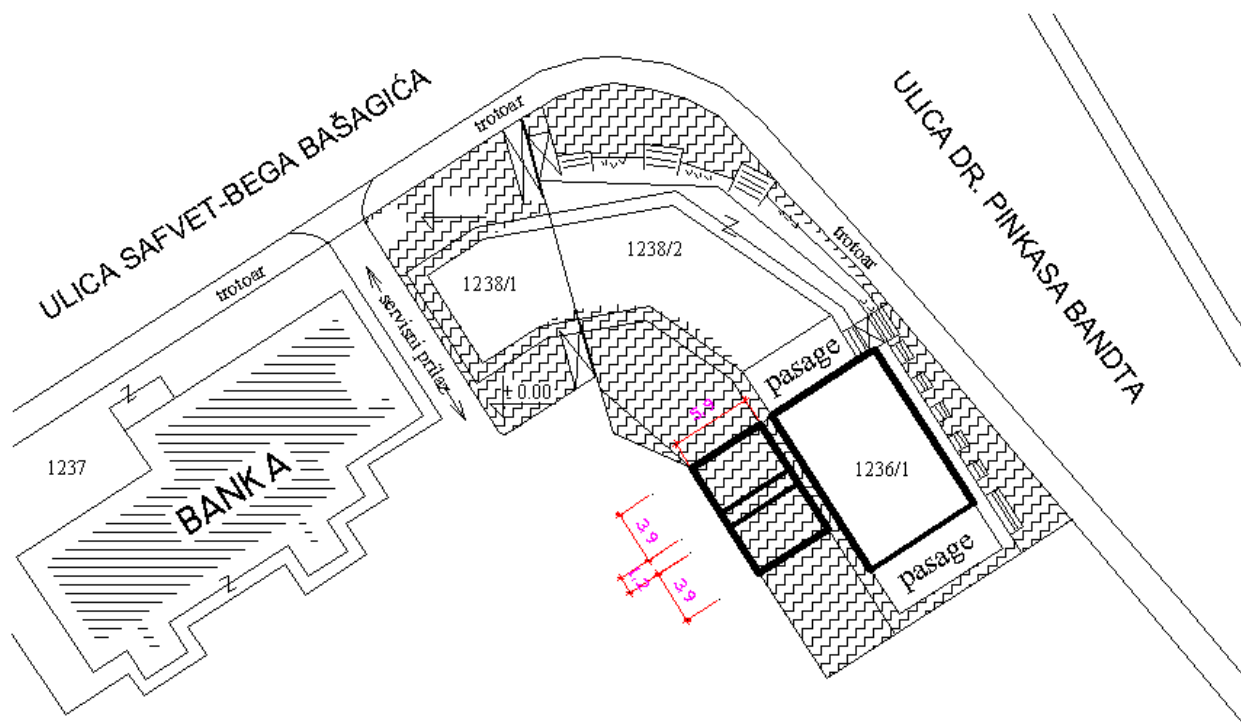 ULICA SAFVET-BEGA BAŠAGIĆA
ULICA DR. PINKASA BANDTA
trotoar
trotoar
trotoar
Z
1238/2
1238/1
servisni prilaz
± 0.00
pasage
5,9
Z
1237
BANKA
1236/1
3,9
1,2
3,9
pasage
Z